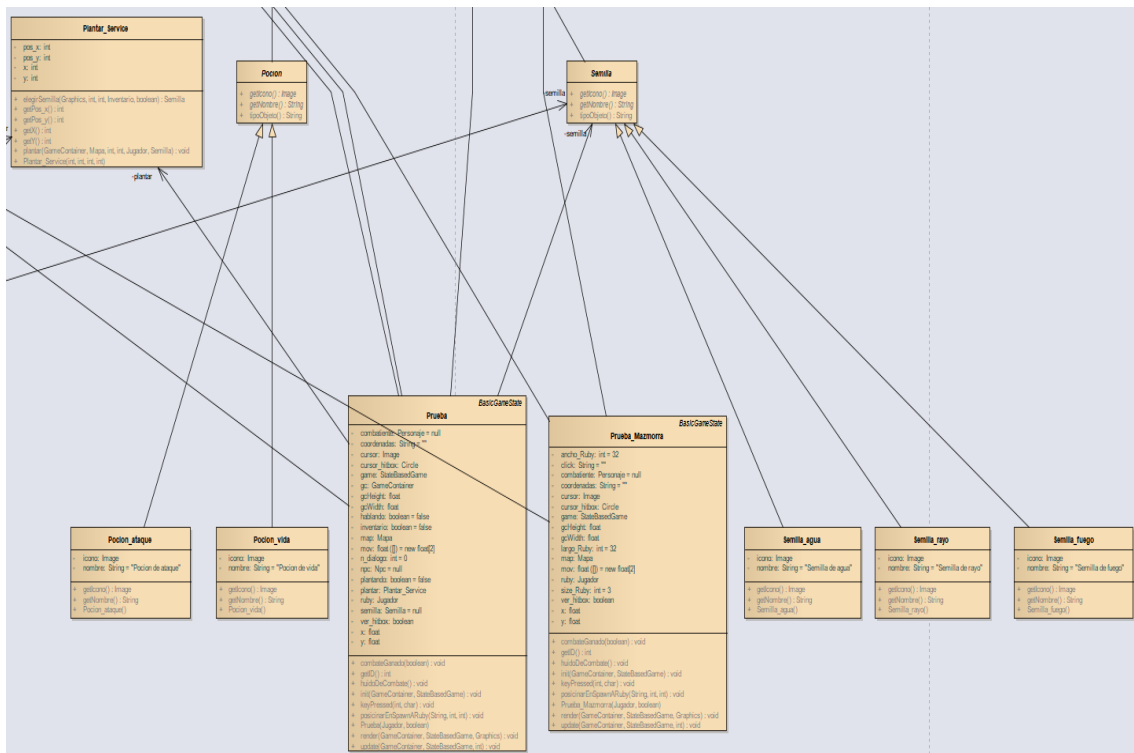 Plantar_Service
- pos_x: int
- pos_y: int
- x: int
- y: int
+ elegirSemilla(Graphics, int, int, Inventario, boolean) : Semilla
+ getPos_x() : int
+ getPos_y() : int
+ getX() : int
+ getY() : int
+ plantar(GameContainer, Mapa, int, int, Jugador, Semilla) : void
+ Plantar_Service(int, int, int, int)
-plantar
Pocion
+ getIcono() : Image
+ getNombre() : String
+ tipoObjeto() : String
Semilla
+ getIcono() : Image
+ getNombre() : String
+ tipoObjeto() : String
-semilla
-semilla
BasicGameState
Prueba
- combatiente: Personaje = null
- coordenadas: String = ""
- cursor: Image
- cursor_hitbox: Circle
- game: StateBasedGame
- gc: GameContainer
- gcHeight: float
- gcWidth: float
- hablando: boolean = false
- inventario: boolean = false
- map: Mapa
- mov: float ([]) = new float[2]
- n_dialogo: int = 0
- npc: Npc = null
- plantando: boolean = false
- plantar: Plantar_Service
- ruby: Jugador
- semilla: Semilla = null
- ver_hitbox: boolean
- x: float
- y: float
+ combateGanado(boolean) : void
+ getID() : int
+ huidoDeCombate() : void
+ init(GameContainer, StateBasedGame) : void
+ keyPressed(int, char) : void
+ posicinarEnSpawnARuby(String, int, int) : void
+ Prueba(Jugador, boolean)
+ render(GameContainer, StateBasedGame, Graphics) : void
+ update(GameContainer, StateBasedGame, int) : void
BasicGameState
Prueba_Mazmorra
- ancho_Ruby: int = 32
- click: String = ""
- combatiente: Personaje = null
- coordenadas: String = ""
- cursor: Image
- cursor_hitbox: Circle
- game: StateBasedGame
- gcHeight: float
- gcWidth: float
- largo_Ruby: int = 32
- map: Mapa
- mov: float ([]) = new float[2]
- ruby: Jugador
- size_Ruby: int = 3
- ver_hitbox: boolean
- x: float
- y: float
+ combateGanado(boolean) : void
+ getID() : int
+ huidoDeCombate() : void
+ init(GameContainer, StateBasedGame) : void
+ keyPressed(int, char) : void
+ posicinarEnSpawnARuby(String, int, int) : void
+ Prueba_Mazmorra(Jugador, boolean)
+ render(GameContainer, StateBasedGame, Graphics) : void
+ update(GameContainer, StateBasedGame, int) : void
Pocion_ataque
- icono: Image
- nombre: String = "Pocion de ataque"
+ getIcono() : Image
+ getNombre() : String
+ Pocion_ataque()
Pocion_vida
- icono: Image
- nombre: String = "Pocion de vida"
+ getIcono() : Image
+ getNombre() : String
+ Pocion_vida()
Semilla_agua
- icono: Image
- nombre: String = "Semilla de agua"
+ getIcono() : Image
+ getNombre() : String
+ Semilla_agua()
Semilla_rayo
- icono: Image
- nombre: String = "Semilla de rayo"
+ getIcono() : Image
+ getNombre() : String
+ Semilla_rayo()
Semilla_fuego
- icono: Image
- nombre: String = "Semilla de fuego"
+ getIcono() : Image
+ getNombre() : String
+ Semilla_fuego()